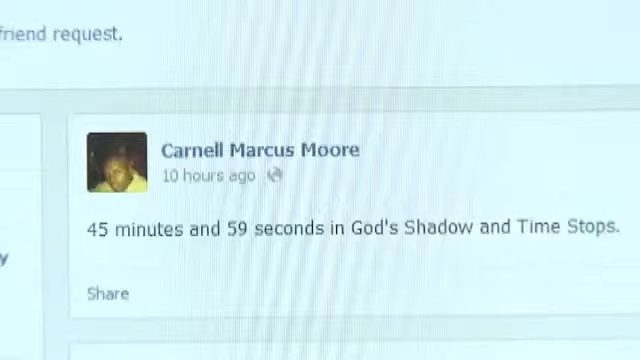 friend request.
Carnell Marcus Moore
10 hours ago
45 minutes and 59 seconds in God's Shadow and Time Stops.
y
Share